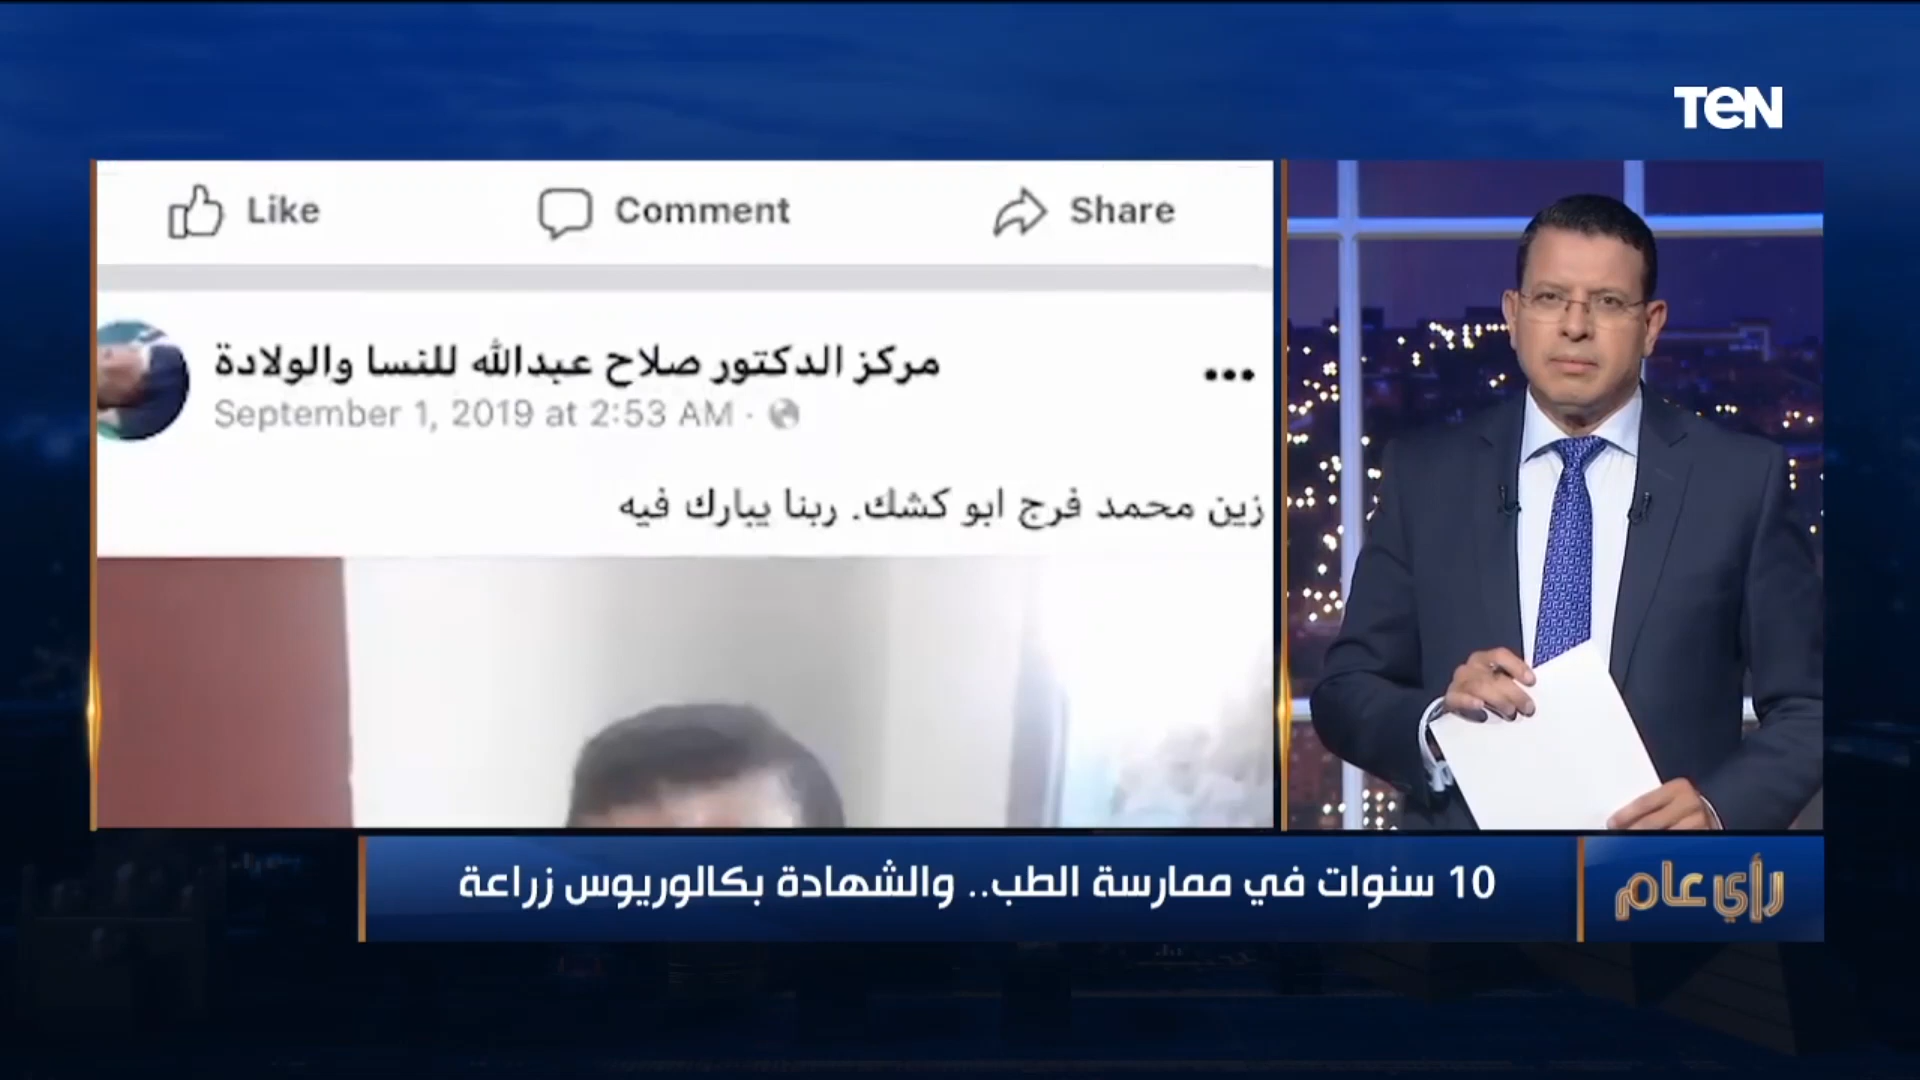 TEN
Like
Comment
Share
مركز الدكتور صلاح عبدالله للنسا والولادة
September 1, 2019 at 2:53 AM ·
زين محمد فرج ابو كشك. ربنا يبارك فيه
10 سنوات في ممارسة الطب.. والشهادة بكالوريوس زراعة
رأي عام